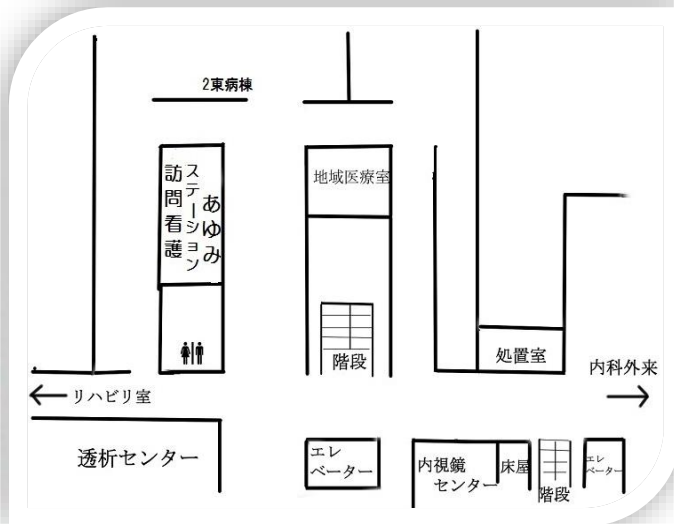 2東病棟
訪問看護
ステーション
あゆみ
地域医療室
階段
処置室
内科外来
リハビリ室
透析センター
エレ
ベーター
内視鏡
センター
床屋
階段
エレ
ベーター